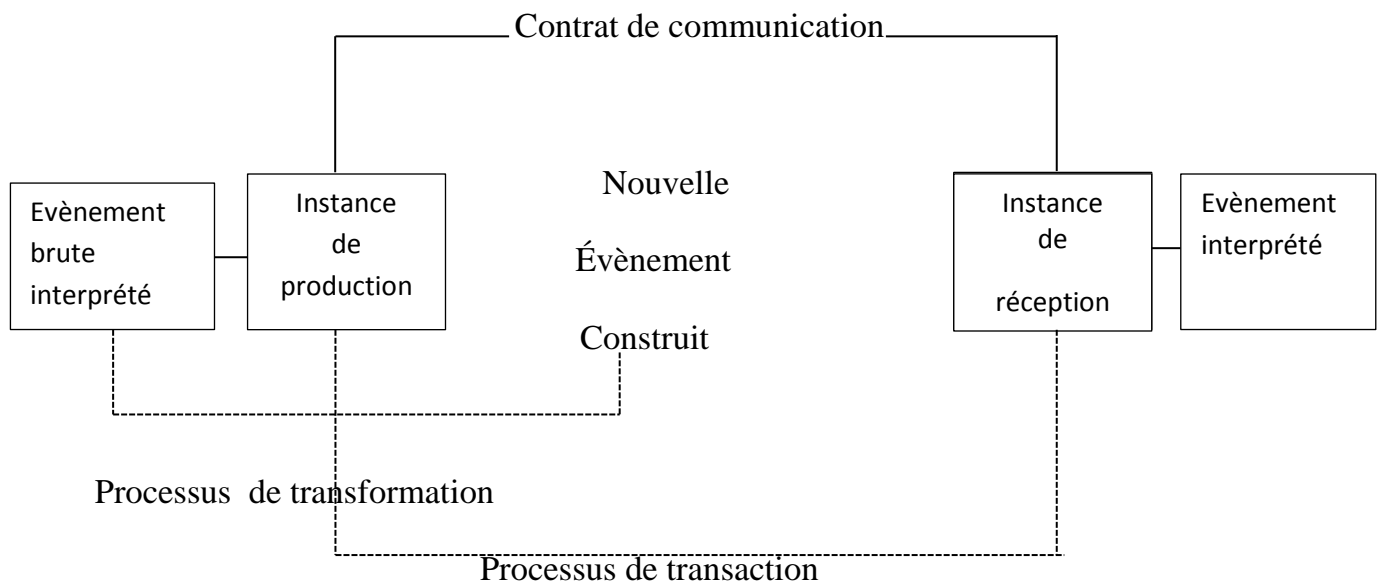 Contrat de communication
Evènement
brute
interprété
Instance
de
production
Nouvelle
Évènement
Construit
Instance
de
réception
Evènement
interprété
Processus de transformation
Processus de transaction